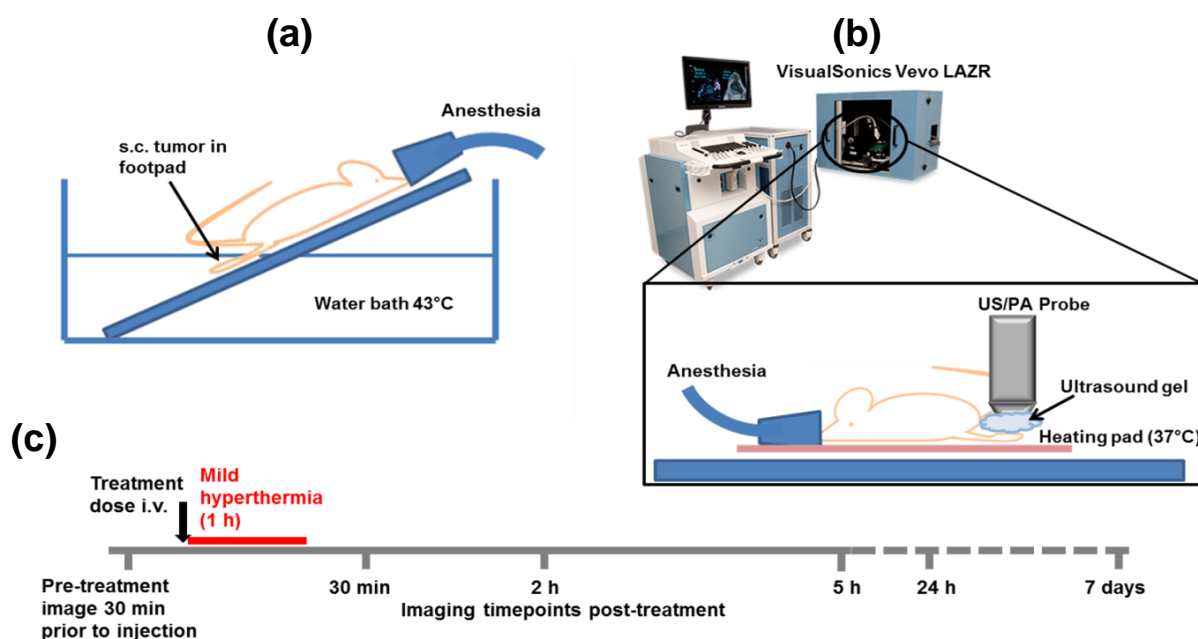 (a)
Anesthesia
s.c. tumor in
footpad
Water bath 43°C
(b)
VisualSonics Vevo LAZR
US/PA Probe
Anesthesia
Ultrasound gel
Heating pad (37°C)
(c)
Treatment
dose i.v.
Mild
hyperthermia
(1 h)
Pre-treatment
image 30 min
prior to injection
30 min
2 h
5 h
24 h
7 days
Imaging timepoints post-treatment